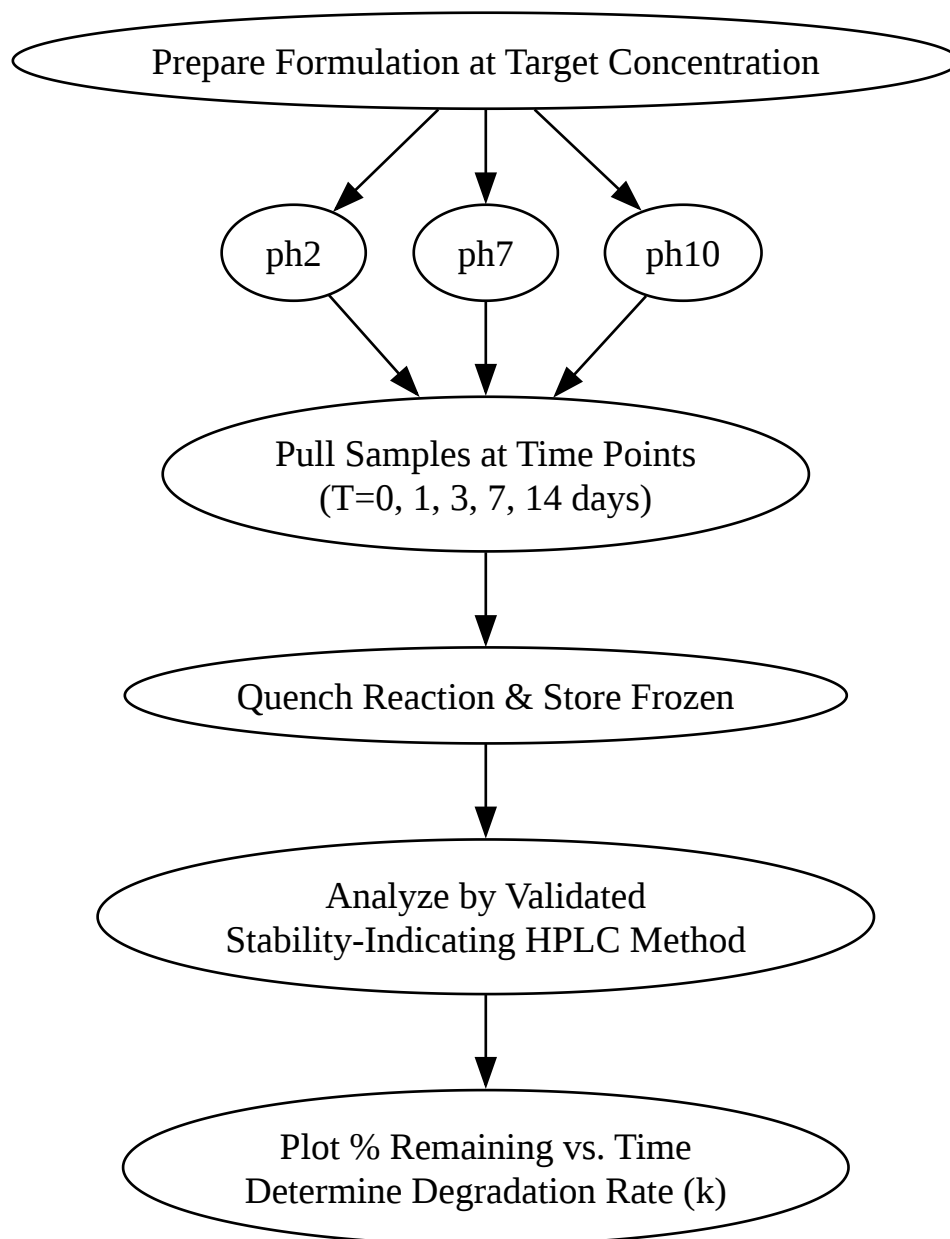 Prepare Formulation at Target Concentration
ph2
ph7
ph10
Pull Samples at Time Points
(T=0, 1, 3, 7, 14 days)
Quench Reaction & Store Frozen
Analyze by Validated
Stability-Indicating HPLC Method
Plot % Remaining vs. Time
Determine Degradation Rate (k)